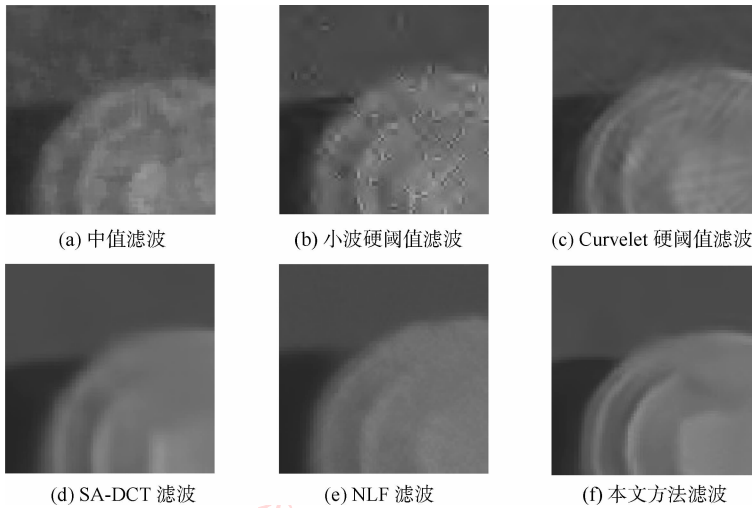 (a) 中值滤波
(b) 小波硬阈值滤波
(c) Curvelet 硬阈值滤波
(d) SA-DCT 滤波
(e) NLF 滤波
(f) 本文方法滤波